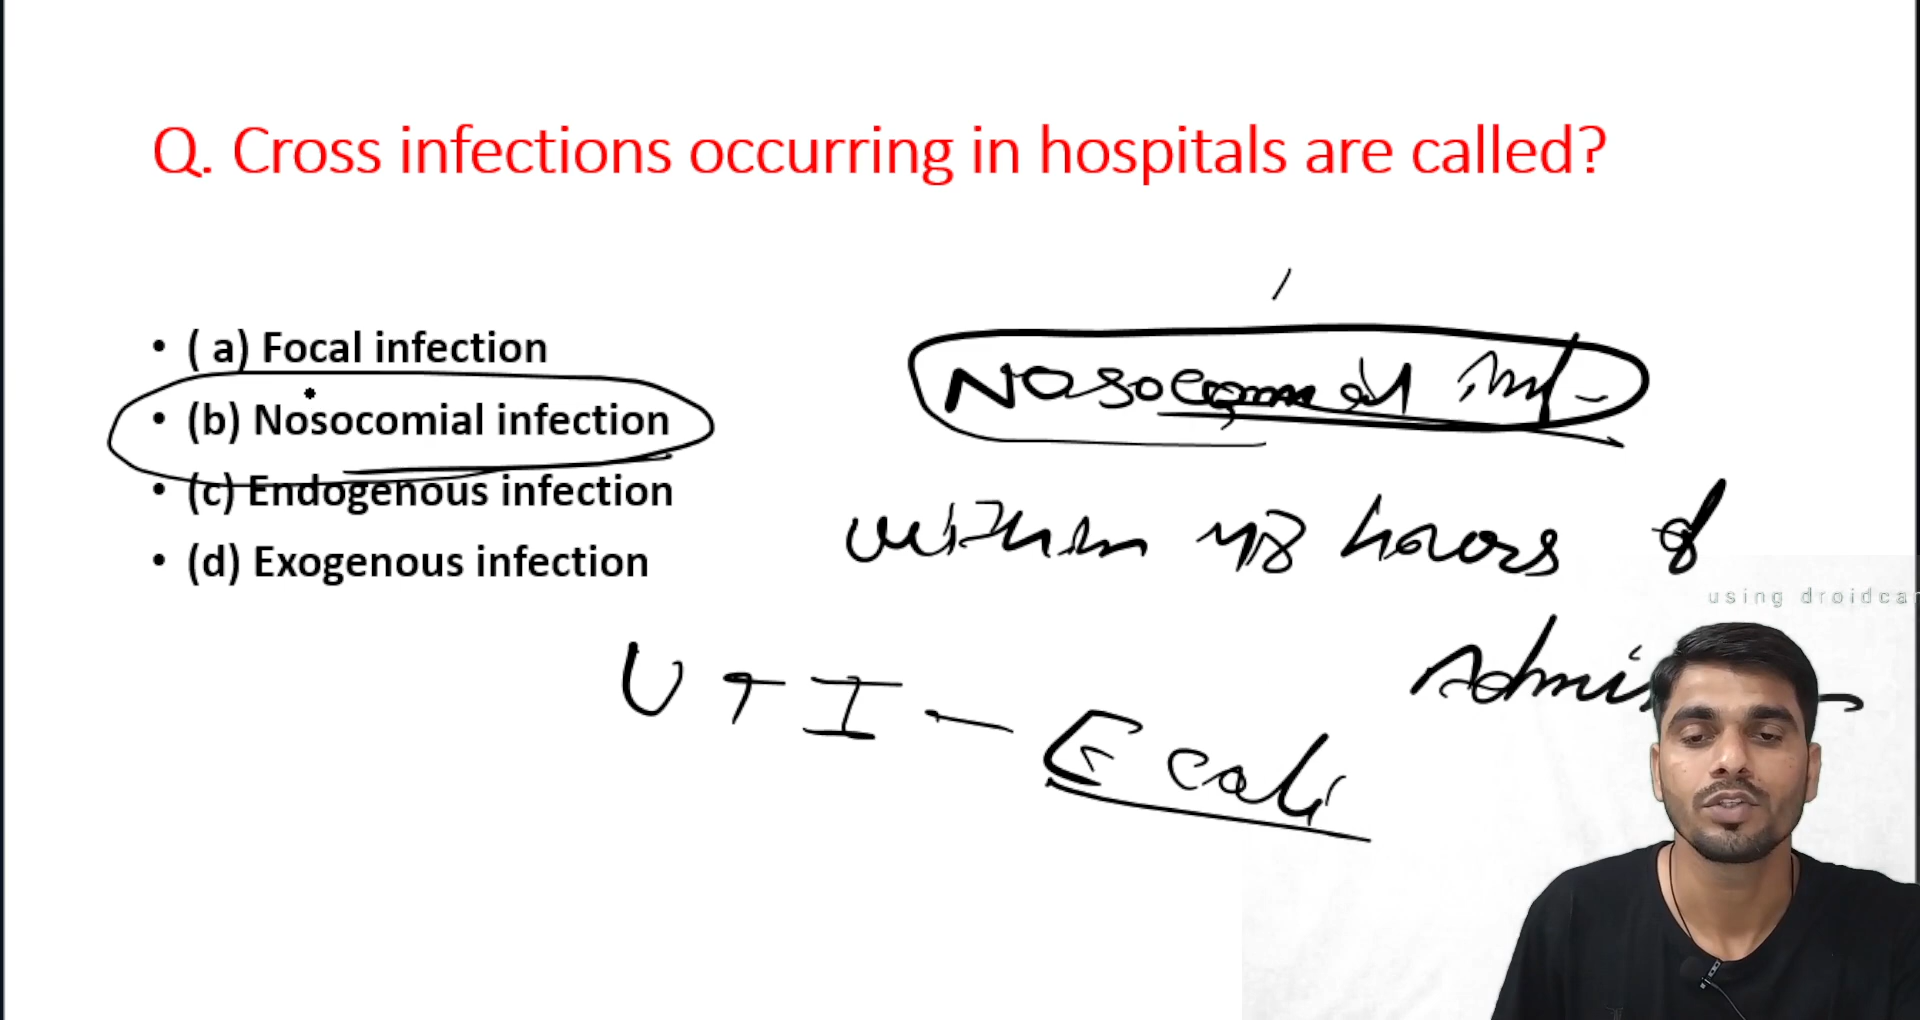 Q. Cross infections occurring in hospitals are called?
• ( a) Focal infection
• (b) Nosocomial infection
• (c) Endogenous infection
• (d) Exogenous infection
Nosocomial inf-
within 48 hours of
using droidca
UTI - E coli